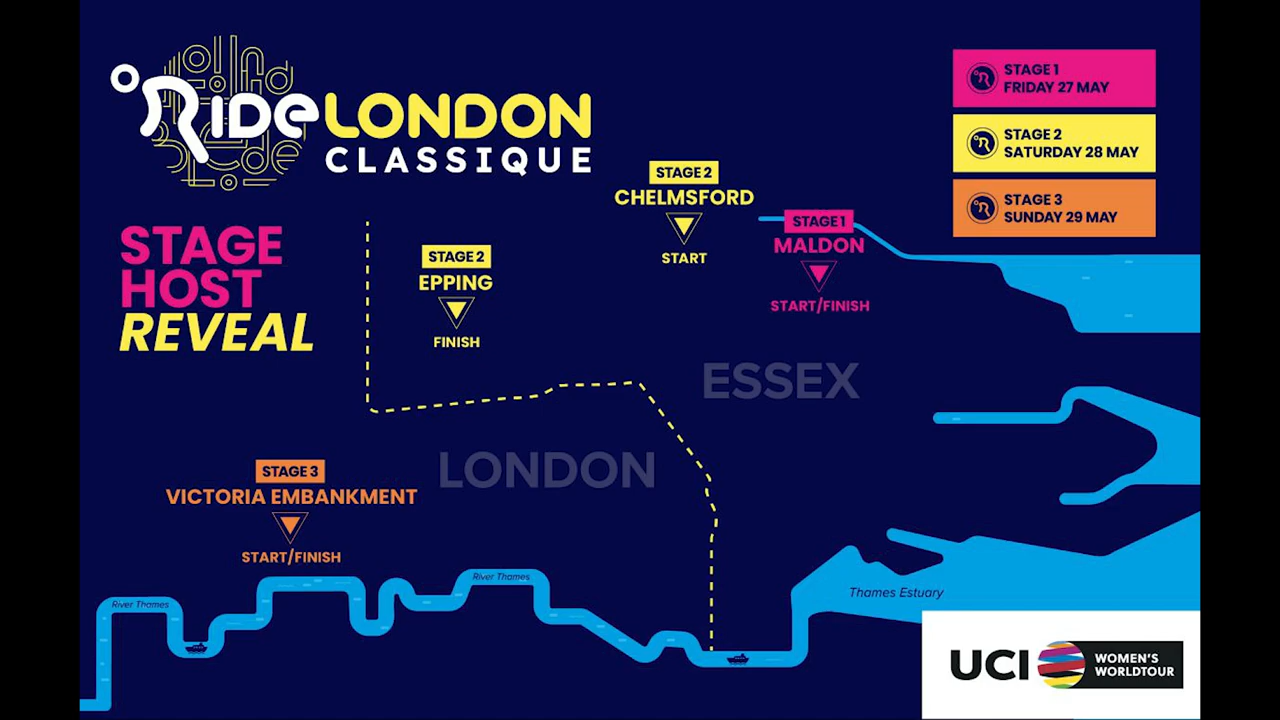 RIDELONDON
CLASSIQUE
STAGE
HOST
REVEAL
STAGE 1
FRIDAY 27 MAY
STAGE 2
SATURDAY 28 MAY
STAGE 3
SUNDAY 29 MAY
STAGE 2
CHELMSFORD
START
STAGE 1
MALDON
START/FINISH
STAGE 2
EPPING
FINISH
ESSEX
LONDON
STAGE 3
VICTORIA EMBANKMENT
START/FINISH
River Thames
River Thames
Thames Estuary
UCI
WOMEN'S
WORLDTOUR